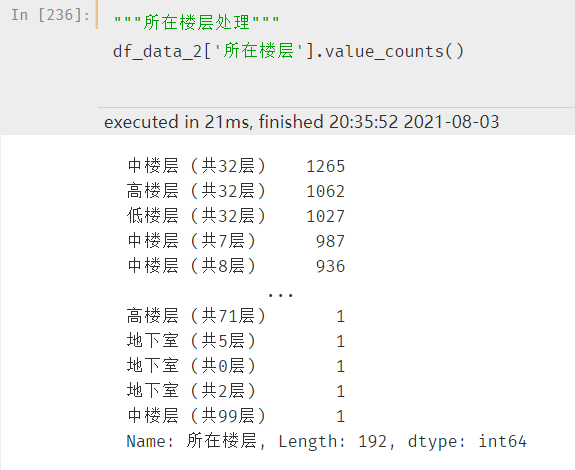 In [236]:
"""所在楼层处理"""
df_data_2['所在楼层'].value_counts()
executed in 21ms, finished 20:35:52 2021-08-03
中楼层 (共32层) 1265
高楼层 (共32层) 1062
低楼层 (共32层) 1027
中楼层 (共7层) 987
中楼层 (共8层) 936
...
高楼层 (共71层) 1
地下室 (共5层) 1
地下室 (共0层) 1
地下室 (共2层) 1
中楼层 (共99层) 1
Name: 所在楼层, Length: 192, dtype: int64